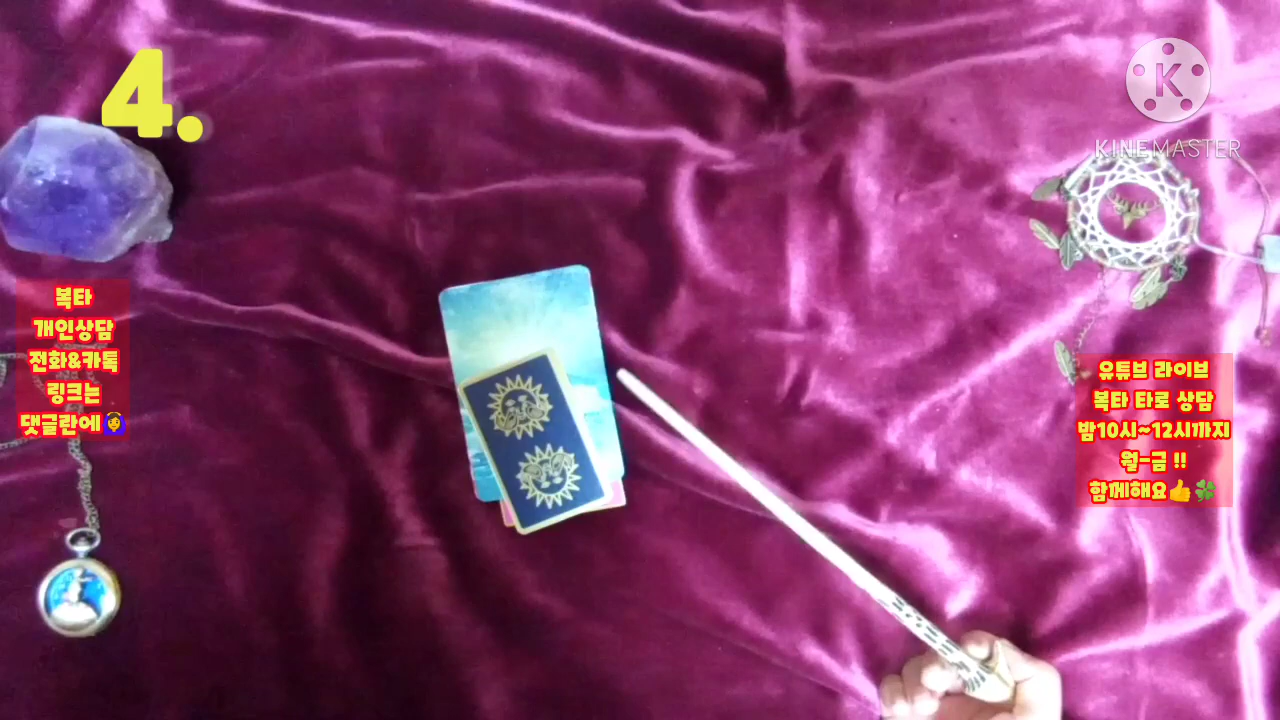 4.
K
KINEMASTER
복타
개인상담
전화&카톡
링크는
댓글란에🙆‍♀️
유튜브 라이브
복타 타로 상담
밤10시~12시까지
월-금 !!
함께해요👍🍀